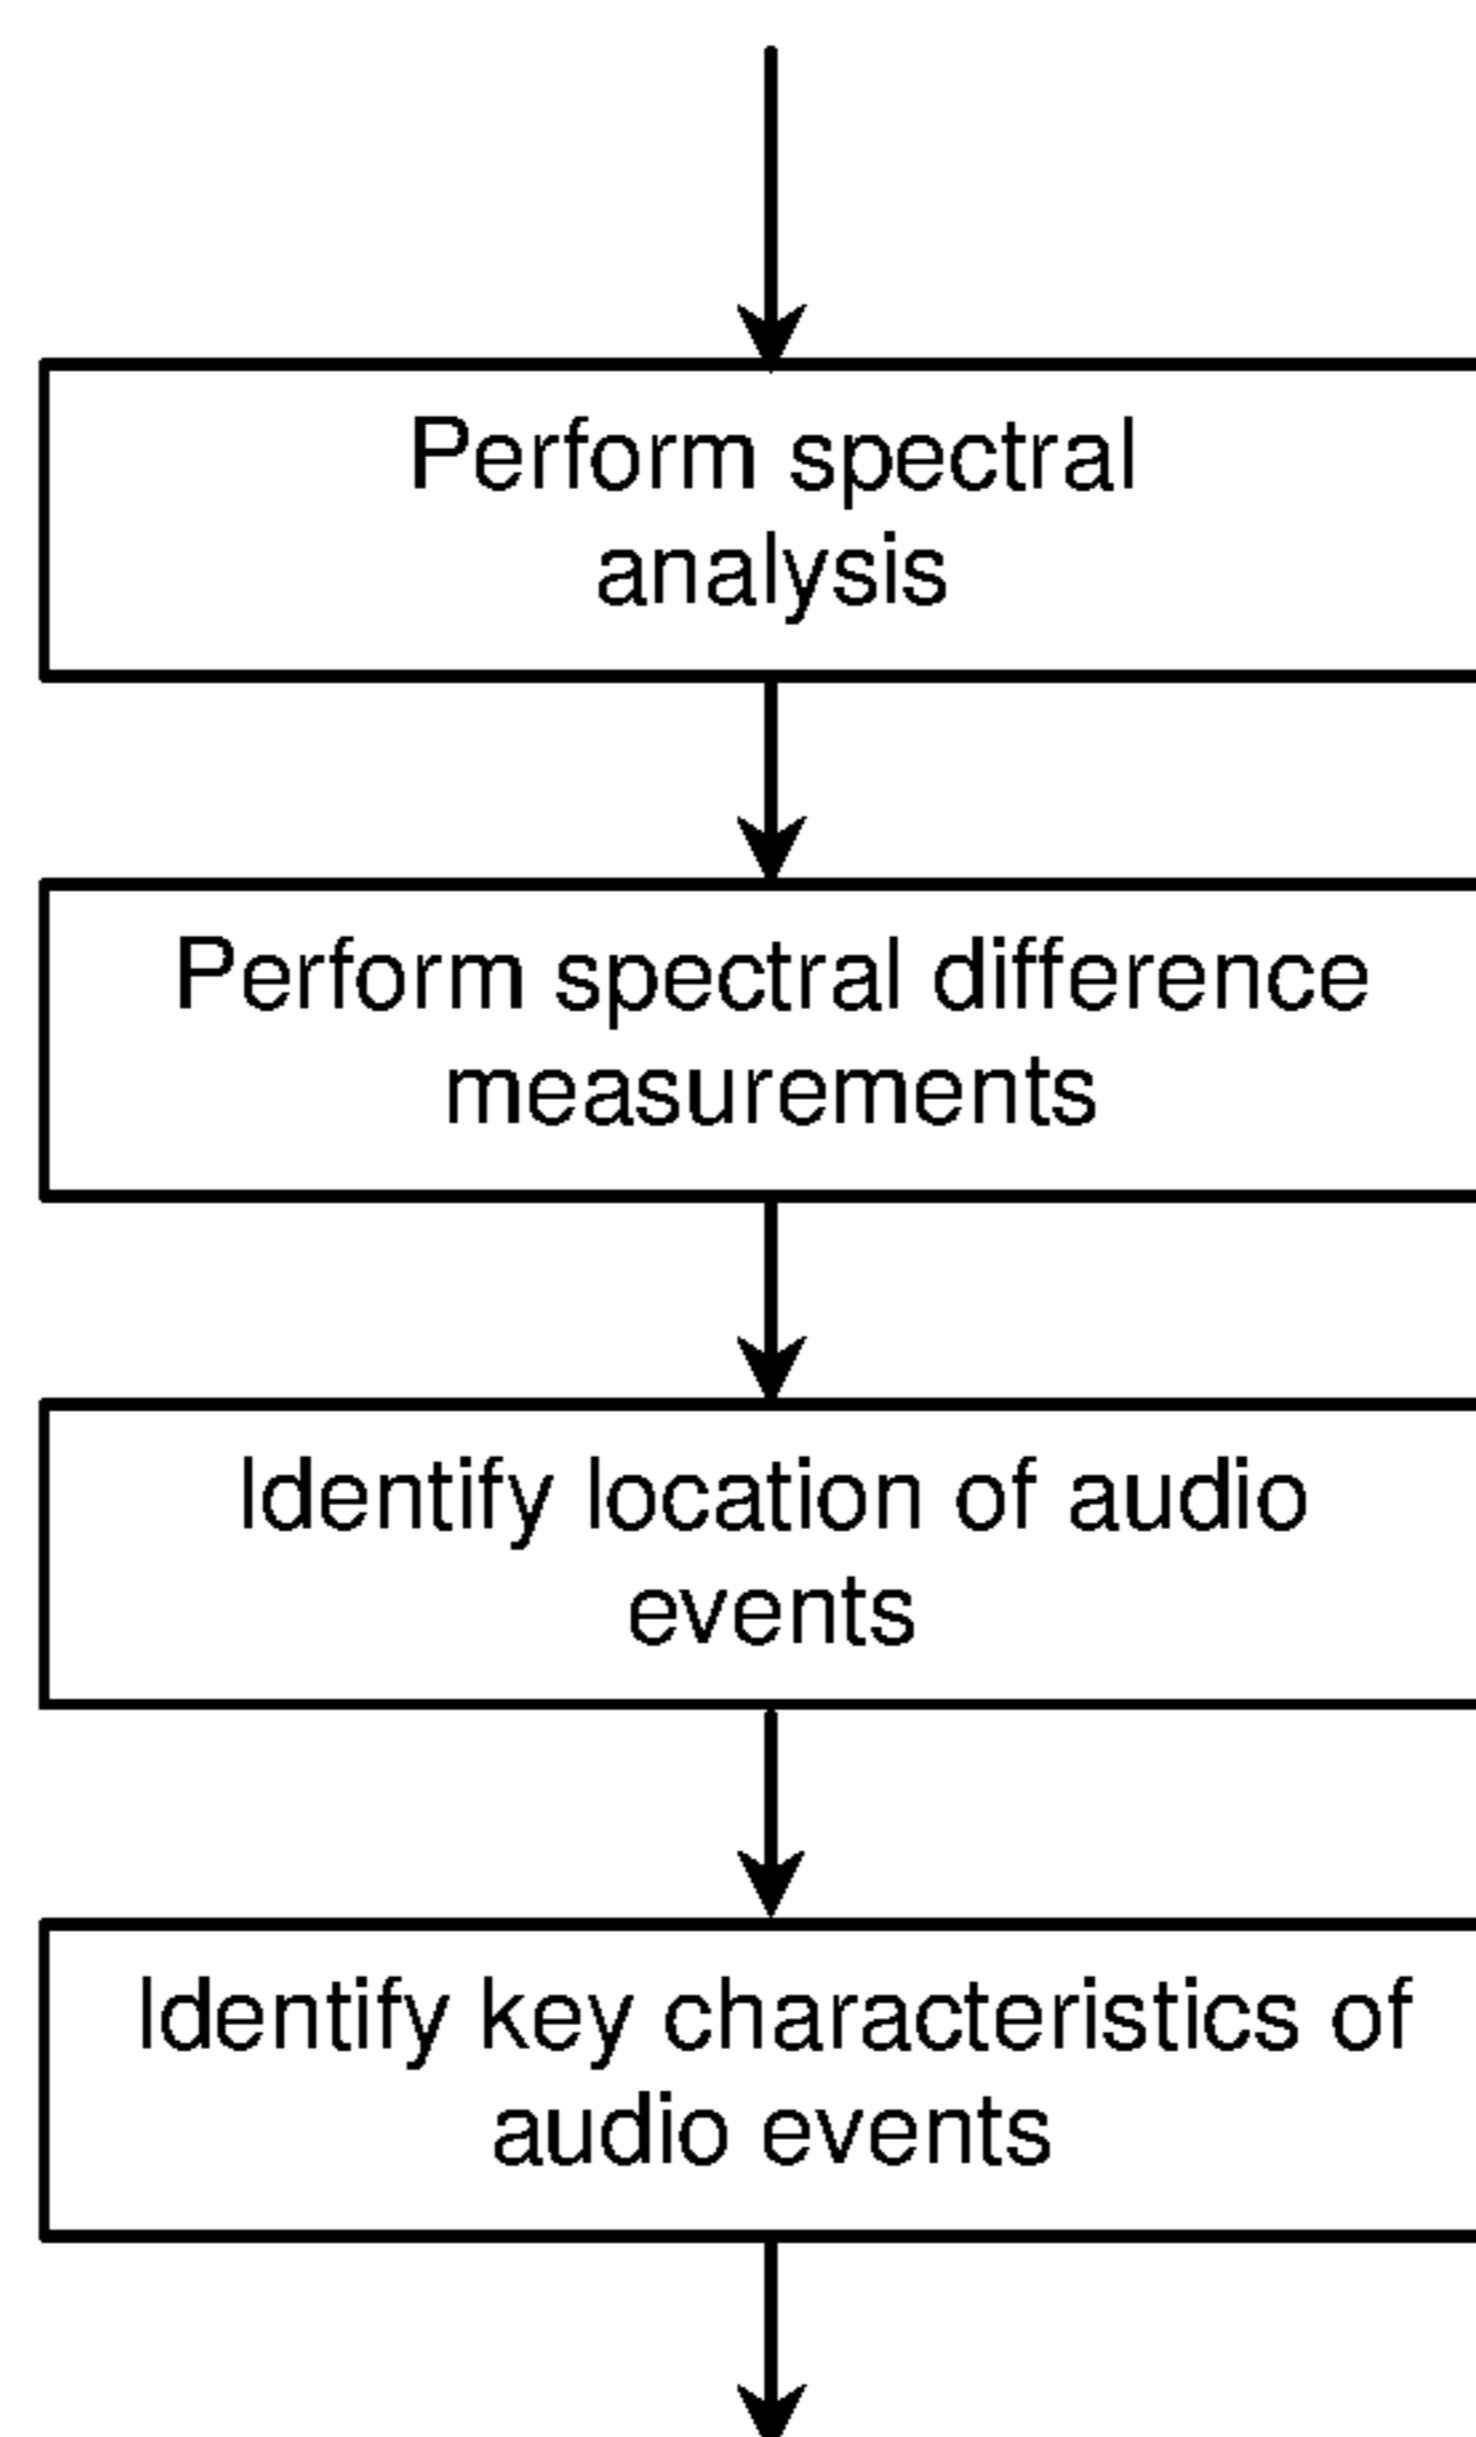 Perform spectral
analysis
Perform spectral difference
measurements
Identify location of audio
events
Identify key characteristics of
audio events